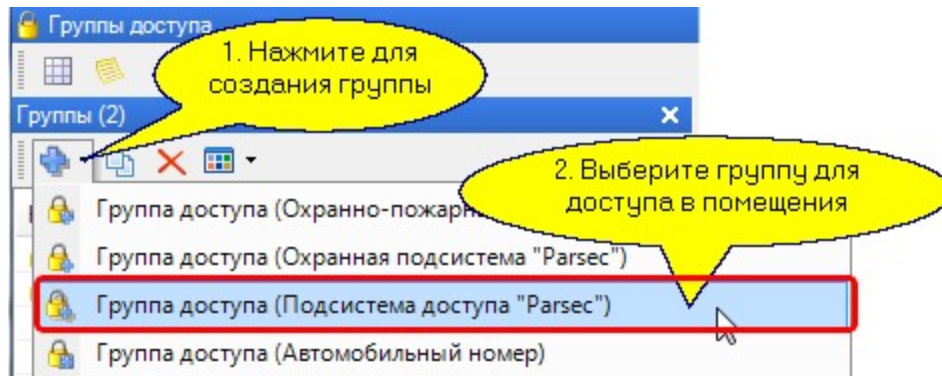 Группы доступа
1. Нажмите для
создания группы
Группы (2)
2. Выберите группу для
доступа в помещения
Группа доступа (Охранно-пожарн
Группа доступа (Охранная подсистема "Parsec")
Группа доступа (Подсистема доступа "Parsec")
Группа доступа (Автомобильный номер)